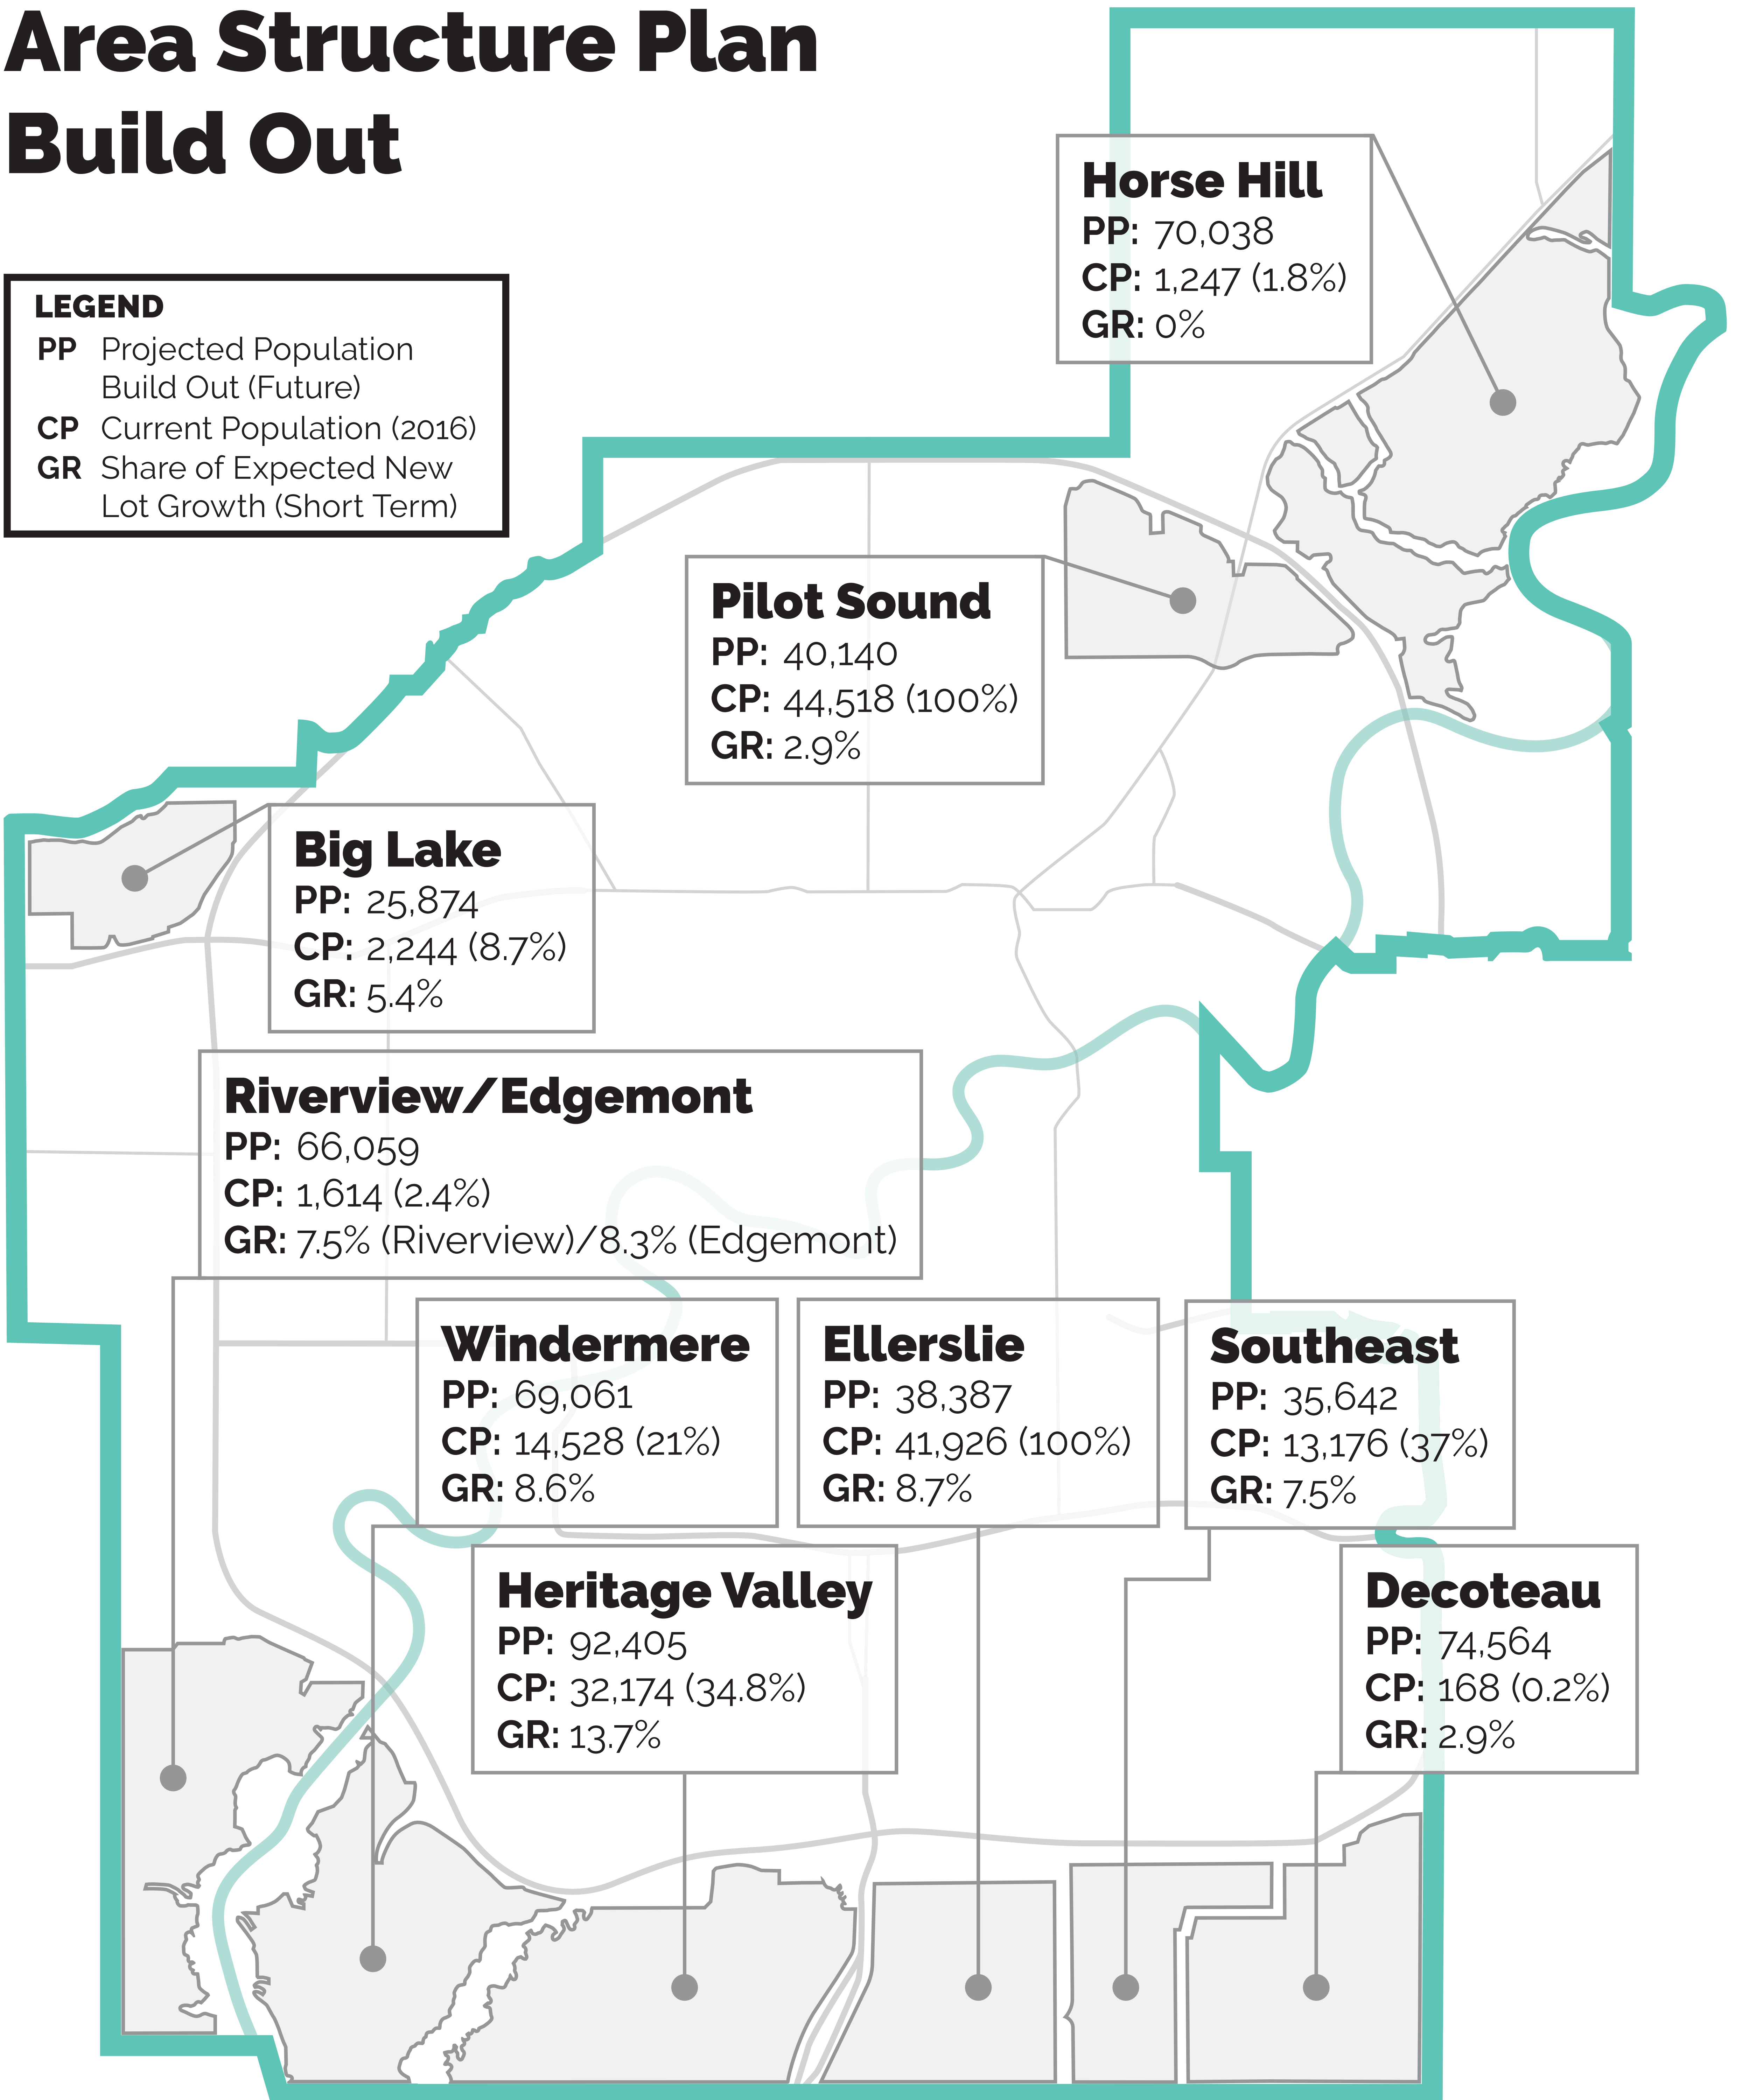 Area Structure Plan
Build Out
LEGEND
PP Projected Population
Build Out (Future)
CP Current Population (2016)
GR Share of Expected New
Lot Growth (Short Term)
Horse Hill
PP: 70,038
CP: 1,247 (1.8%)
GR: 0%
Pilot Sound
PP: 40,140
CP: 44,518 (100%)
GR: 2.9%
Big Lake
PP: 25,874
CP: 2,244 (8.7%)
GR: 5.4%
Riverview/Edgemont
PP: 66,059
CP: 1,614 (2.4%)
GR: 7.5% (Riverview)/8.3% (Edgemont)
Windermere
PP: 69,061
CP: 14,528 (21%)
GR: 8.6%
Ellerslie
PP: 38,387
CP: 41,926 (100%)
GR: 8.7%
Southeast
PP: 35,642
CP: 13,176 (37%)
GR: 7.5%
Heritage Valley
PP: 92,405
CP: 32,174 (34.8%)
GR: 13.7%
Decoteau
PP: 74,564
CP: 168 (0.2%)
GR: 2.9%